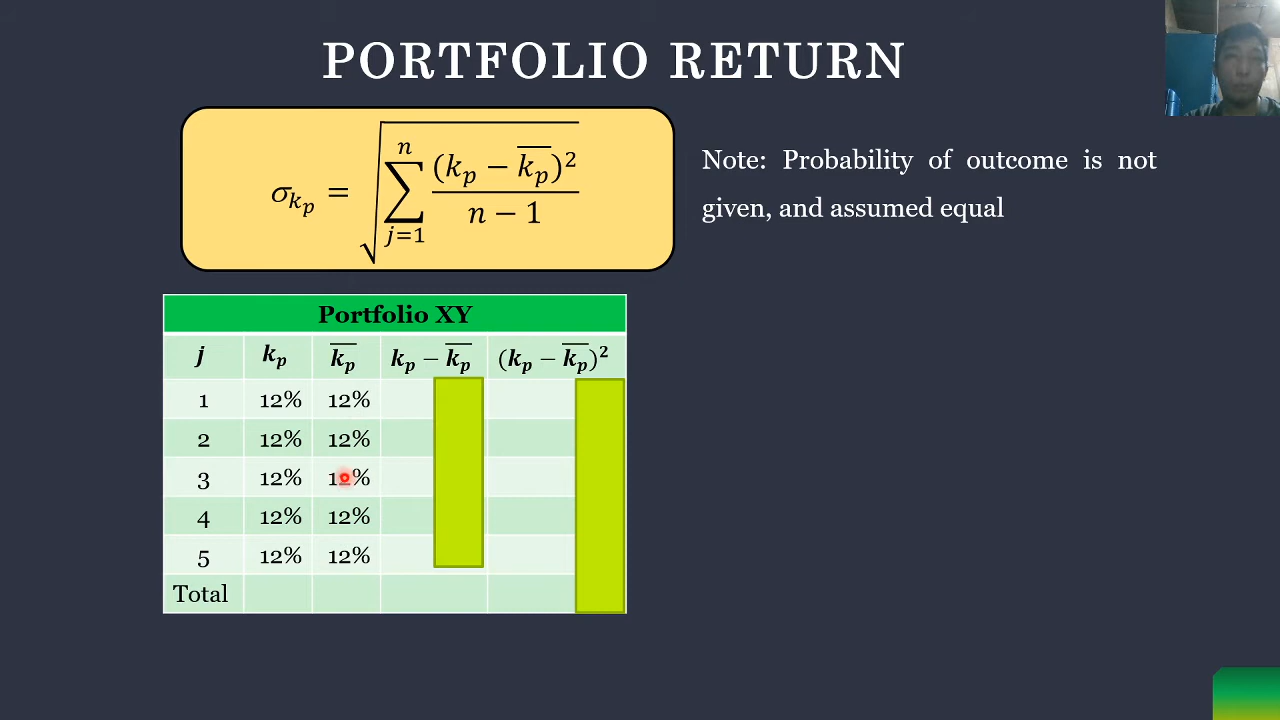 PORTFOLIO RETURN
σ_{k_p} = √(∑_{j=1}^{n} (k_p − \overline{k_p})² / (n − 1))
Note: Probability of outcome is not
given, and assumed equal
Portfolio XY
j k_p \overline{k_p} k_p − \overline{k_p} (k_p − \overline{k_p})²
1 12% 12%
2 12% 12%
3 12% 12%
4 12% 12%
5 12% 12%
Total